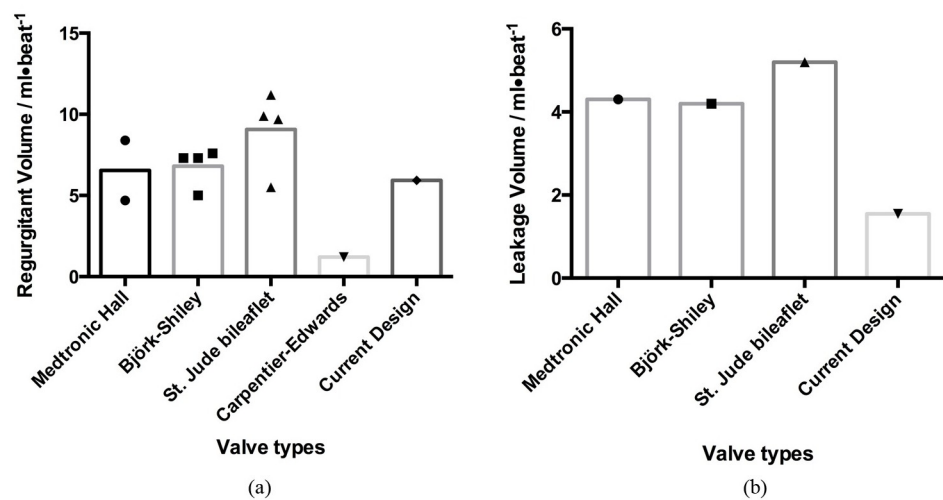 Regurgitant Volume / ml•beat⁻¹
15
10
5
0
Medtronic Hall
Björk-Shiley
St. Jude bileaflet
Carpentier-Edwards
Current Design
Valve types
(a)
Leakage Volume / ml•beat⁻¹
6
4
2
0
Medtronic Hall
Björk-Shiley
St. Jude bileaflet
Current Design
Valve types
(b)